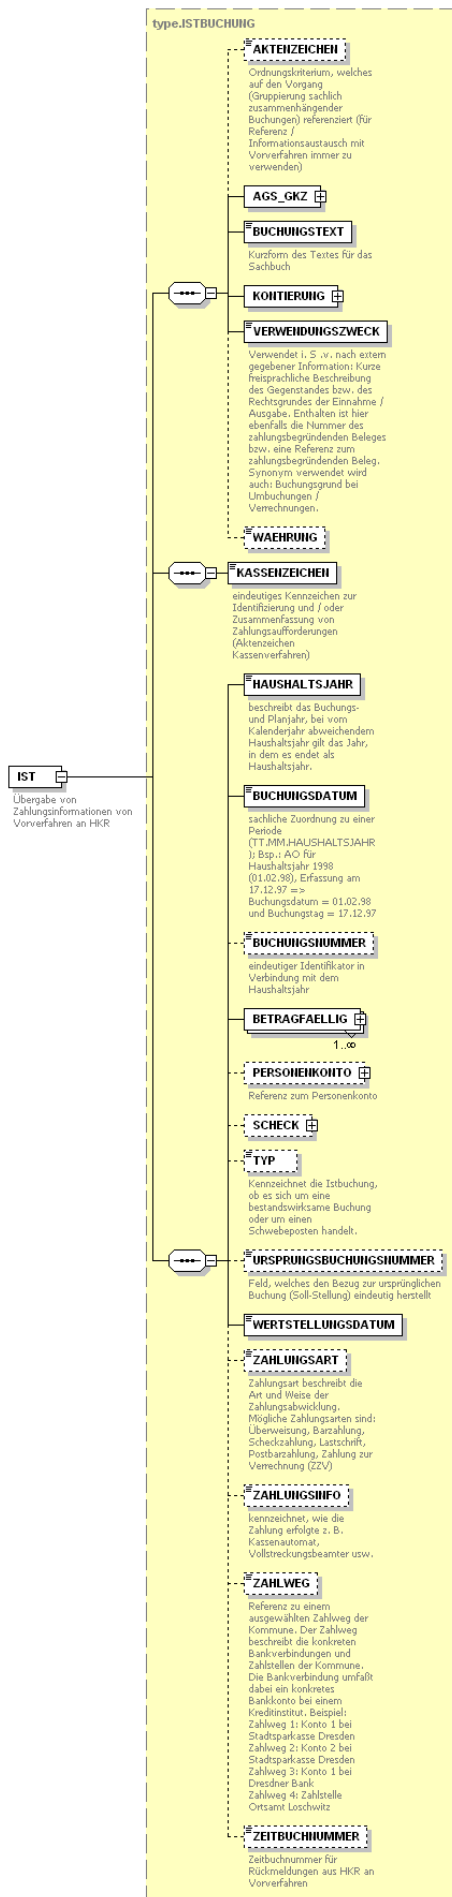 type.ISTBUCHUNG
AKTENZEICHEN
Ordnungskriterium, welches
auf den Vorgang
(Gruppierung sachlich
zusammenhängender
Buchungen) referenziert (für
Referenz /
Informationsaustausch mit
Vorverfahren immer zu
verwenden)
AGS_GKZ
BUCHUNGSTEXT
Kurzform des Textes für das
Sachbuch
KONTIERUNG
VERWENDUNGSZWECK
Verwendet i. S .v. nach extern
gegebener Information: Kurze
freisprachliche Beschreibung
des Gegenstandes bzw. des
Rechtsgrundes der Einnahme /
Ausgabe. Enthalten ist hier
ebenfalls die Nummer des
zahlungsbegründenden Beleges
bzw. eine Referenz zum
zahlungsbegründenden Beleg.
Synonym verwendet wird
auch: Buchungsgrund bei
Umbuchungen /
Verrechnungen.
WAEHRUNG
KASSENZEICHEN
eindeutiges Kennzeichen zur
Identifizierung und / oder
Zusammenfassung von
Zahlungsaufforderungen
(Aktenzeichen
Kassenverfahren)
HAUSHALTSJAHR
beschreibt das Buchungs-
und Planjahr, bei vom
Kalenderjahr abweichendem
Haushaltsjahr gilt das Jahr,
in dem es endet als
Haushaltsjahr.
IST
Übergabe von
Zahlungsinformationen von
Vorverfahren an HKR
BUCHUNGSDATUM
sachliche Zuordnung zu einer
Periode
(TT.MM.HAUSHALTSJAHR
); Bsp.: AO für
Haushaltsjahr 1998
(01.02.98), Erfassung am
17.12.97 =>
Buchungsdatum = 01.02.98
und Buchungstag = 17.12.97
BUCHUNGSNUMMER
eindeutiger Identifikator in
Verbindung mit dem
Haushaltsjahr
BETRAGFAELLIG
1..∞
PERSONENKONTO
Referenz zum Personenkonto
SCHECK
TYP
Kennzeichnet die Istbuchung,
ob es sich um eine
bestandswirksame Buchung
oder um einen
Schwebeposten handelt.
URSPRUNGSBUCHUNGSNUMMER
Feld, welches den Bezug zur ursprünglichen
Buchung (Soll-Stellung) eindeutig herstellt
WERTSTELLUNGSDATUM
ZAHLUNGSART
Zahlungsart beschreibt die
Art und Weise der
Zahlungsabwicklung.
Mögliche Zahlungsarten sind:
Überweisung, Barzahlung,
Scheckzahlung, Lastschrift,
Postbarzahlung, Zahlung zur
Verrechnung (ZZV)
ZAHLUNGSINFO
kennzeichnet, wie die
Zahlung erfolgte z. B.
Kassenautomat,
Vollstreckungsbeamter usw.
ZAHLWEG
Referenz zu einem
ausgewählten Zahlweg der
Kommune. Der Zahlweg
beschreibt die konkreten
Bankverbindungen und
Zahlstellen der Kommune.
Die Bankverbindung umfaßt
dabei ein konkretes
Bankkonto bei einem
Kreditinstitut. Beispiel:
Zahlweg 1: Konto 1 bei
Stadtsparkasse Dresden
Zahlweg 2: Konto 2 bei
Stadtsparkasse Dresden
Zahlweg 3: Konto 1 bei
Dresdner Bank
Zahlweg 4: Zahlstelle
Ortsamt Loschwitz
ZEITBUCHNUMMER
Zeitbuchnummer für
Rückmeldungen aus HKR an
Vorverfahren